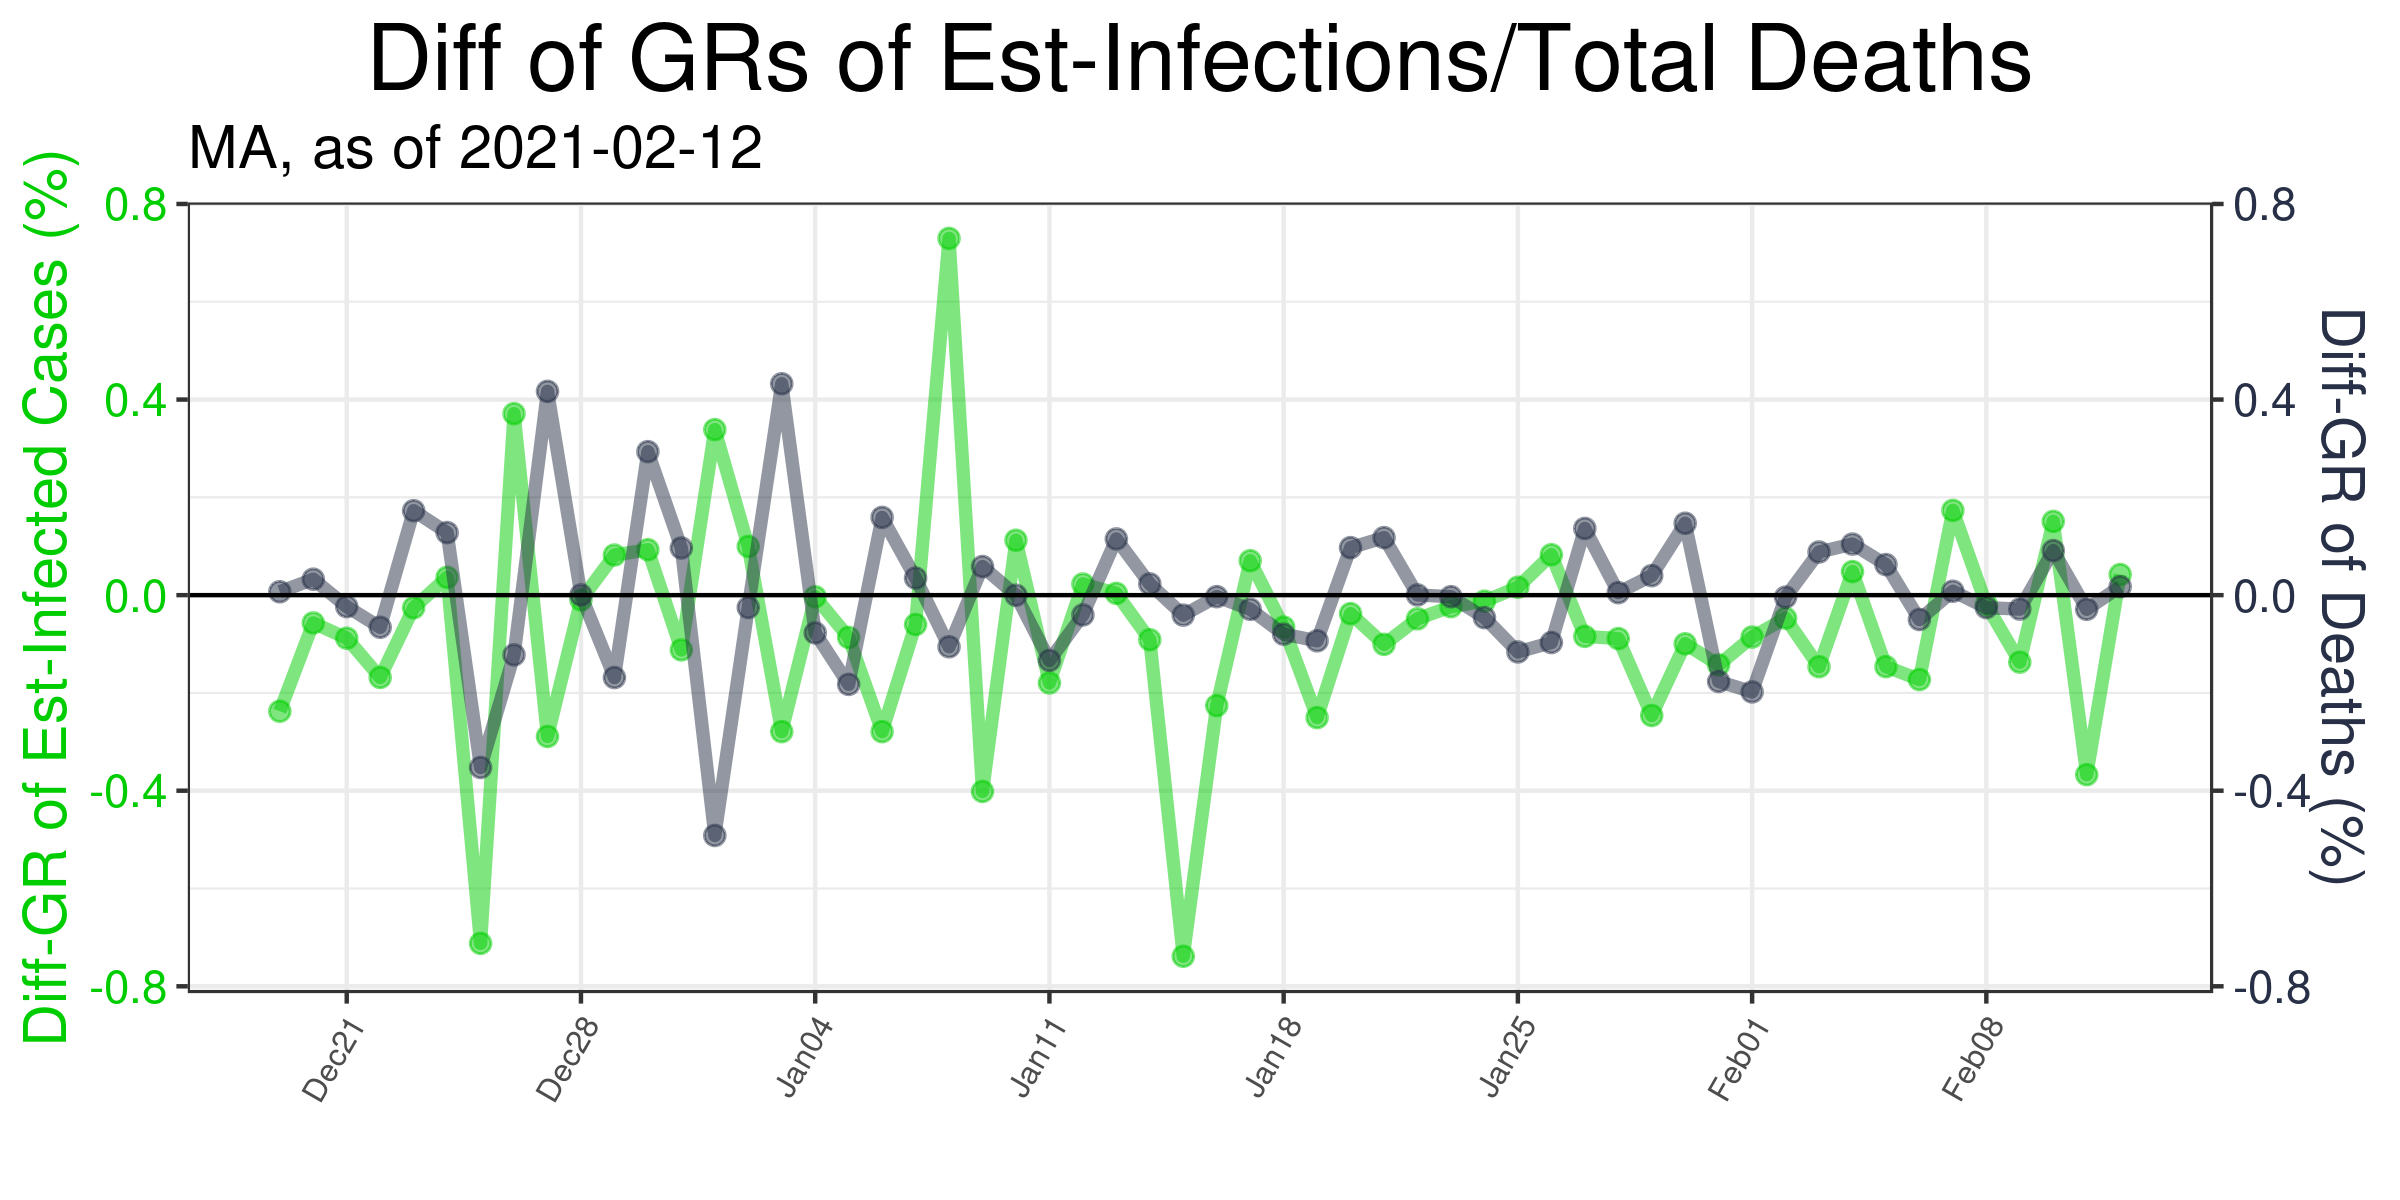 Diff of GRs of Est-Infections/Total Deaths
MA, as of 2021-02-12
Diff-GR of Est-Infected Cases (%)
0.8
0.4
0.0
-0.4
-0.8
0.8
0.4
0.0
-0.4
-0.8
Diff-GR of Deaths (%)
Dec21
Dec28
Jan04
Jan11
Jan18
Jan25
Feb01
Feb08